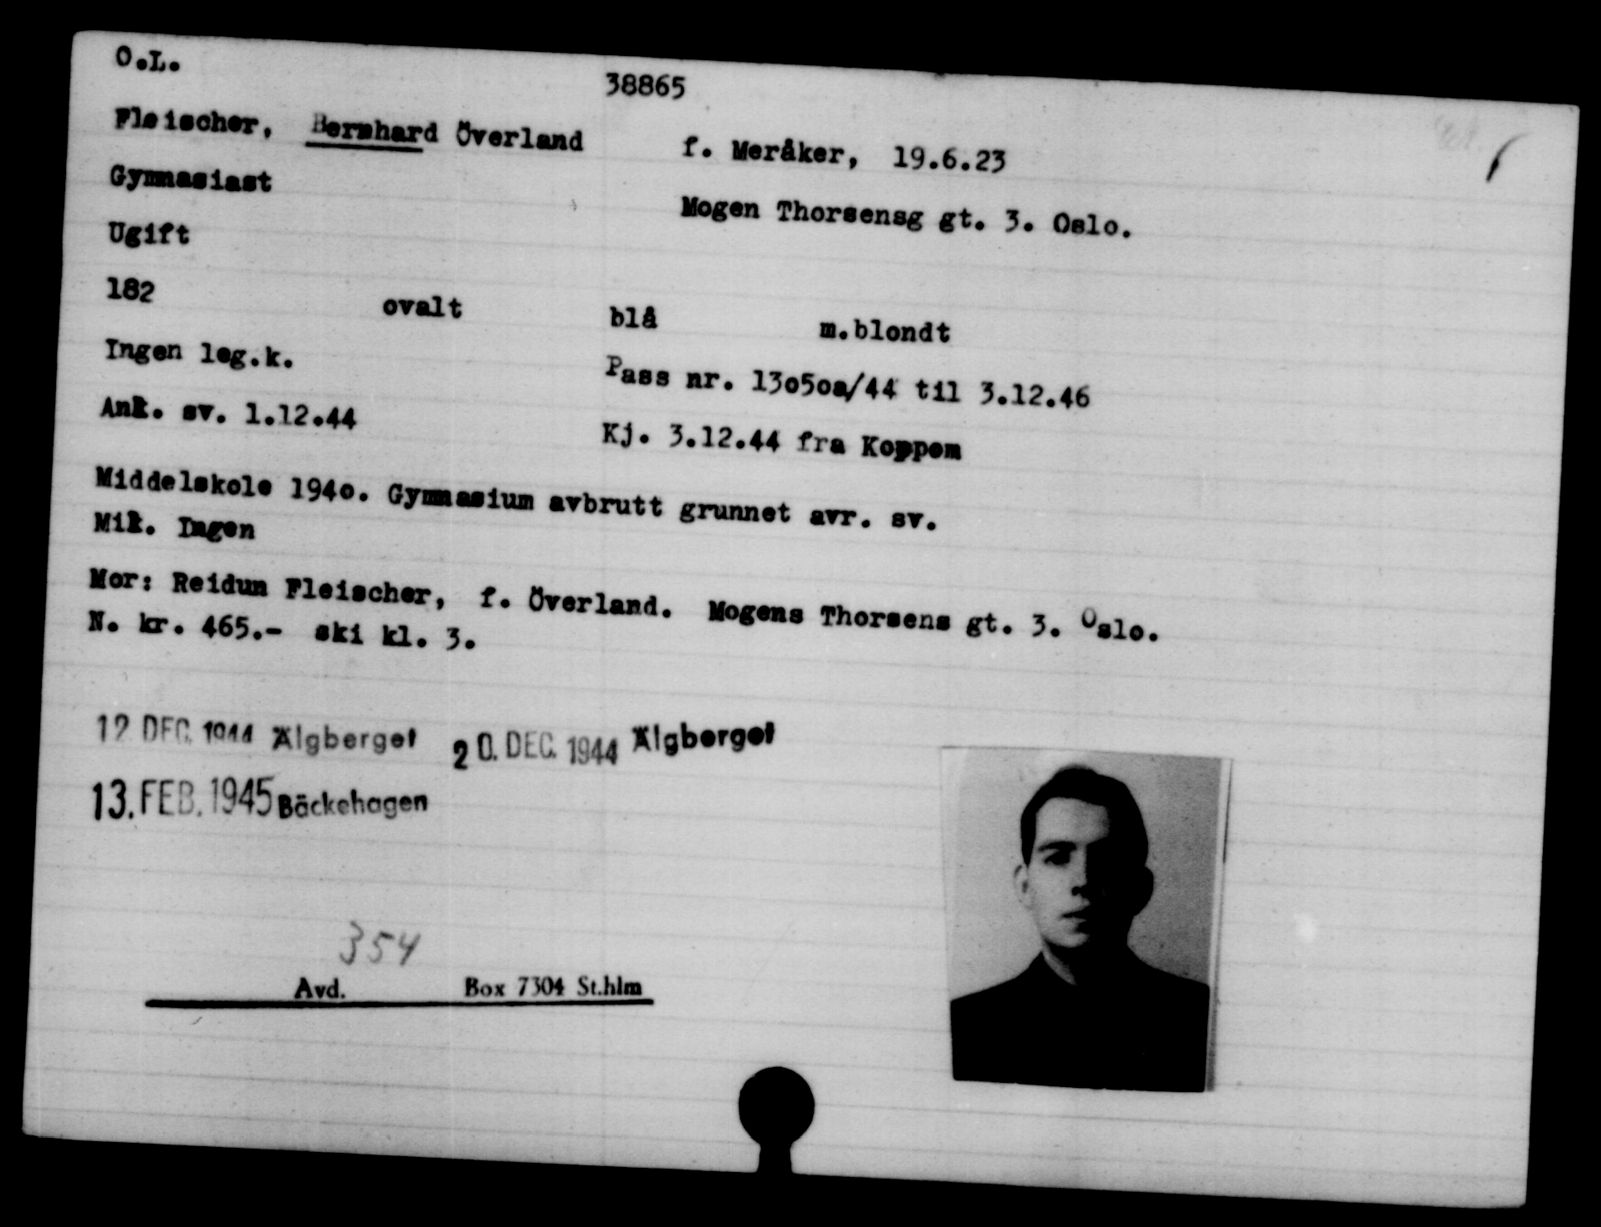 O.L.
38865
Fleischer, Bernhard Överland f. Meråker, 19.6.23
Gymnasiast Mogen Thorsensg gt. 3. Oslo.
Ugift
182 ovalt blå m.blondt
Ingen leg.k. Pass nr. 13o5oa/44 til 3.12.46
Ank. sv. 1.12.44 Kj. 3.12.44 fra Koppom
Middelskole 194o. Gymnasium avbrutt grunnet avr. sv.
Mil. Ingen
Mor: Reidun Fleischer, f. Överland. Mogens Thorsens gt. 3. Oslo.
N. kr. 465.- ski kl. 3.
12 DEC. 1944 Älgberget 20. DEC. 1944 Älgberget
13. FEB. 1945 Bäckehagen
354
Avd. Box 7304 St.hlm